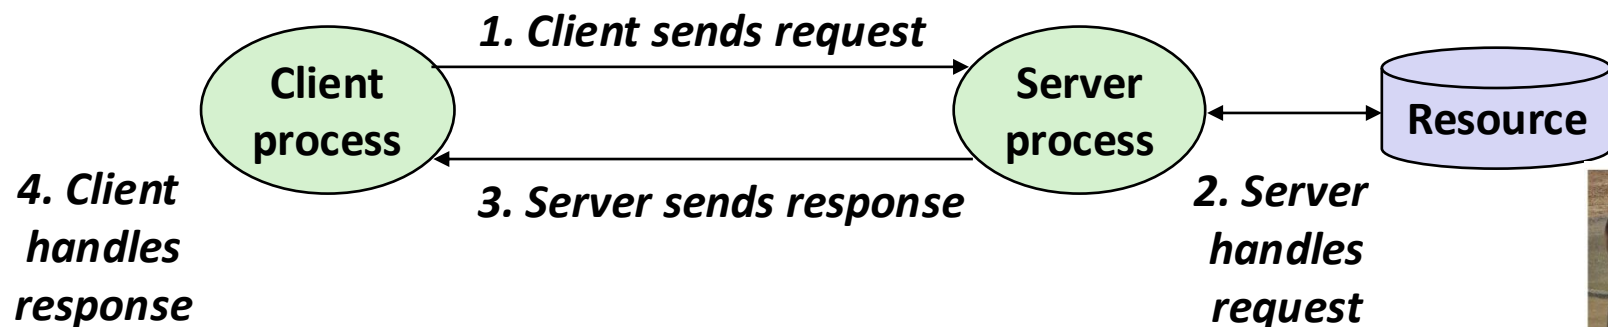 1. Client sends request
Client
process
Server
process
Resource
3. Server sends response
4. Client
handles
response
2. Server
handles
request